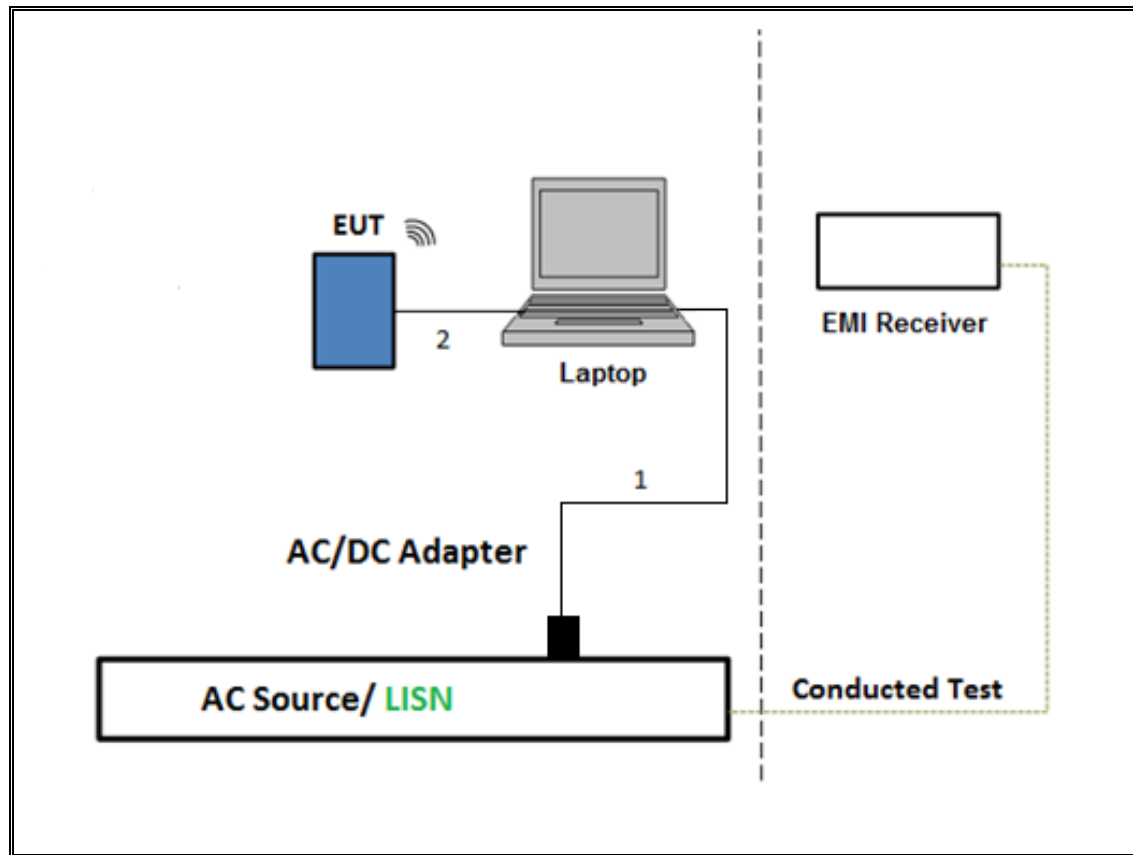 EUT
2
Laptop
EMI Receiver
1
AC/DC Adapter
AC Source/ LISN
Conducted Test